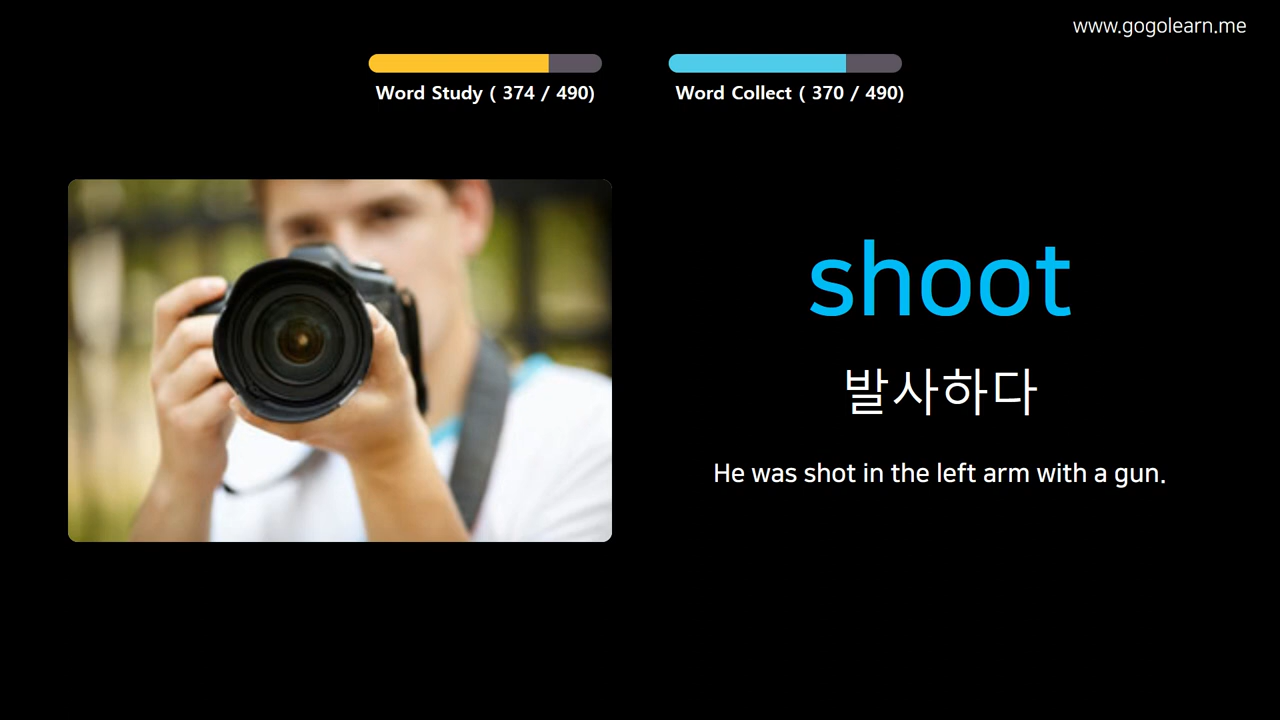 www.gogolearn.me
Word Study ( 374 / 490)
Word Collect ( 370 / 490)
shoot
발사하다
He was shot in the left arm with a gun.